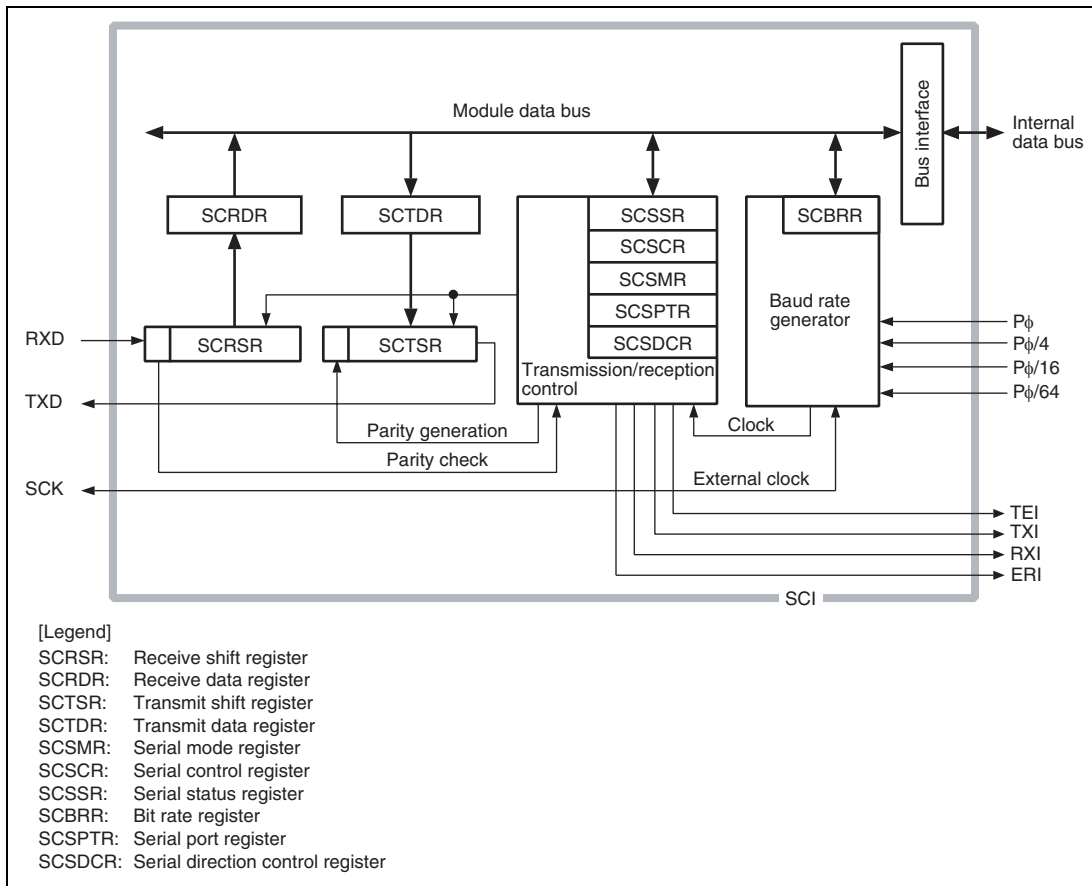 Module data bus
Bus interface
Internal
data bus
SCRDR
SCTDR
SCSSR
SCSCR
SCSMR
SCSPTR
SCSDCR
Transmission/reception
control
SCBRR
Baud rate
generator
RXD
SCRSR
SCTSR
Pϕ
Pϕ/4
Pϕ/16
Pϕ/64
TXD
Parity generation
Clock
Parity check
SCK
External clock
TEI
TXI
RXI
ERI
SCI
[Legend]
SCRSR: Receive shift register
SCRDR: Receive data register
SCTSR: Transmit shift register
SCTDR: Transmit data register
SCSMR: Serial mode register
SCSCR: Serial control register
SCSSR: Serial status register
SCBRR: Bit rate register
SCSPTR: Serial port register
SCSDCR: Serial direction control register